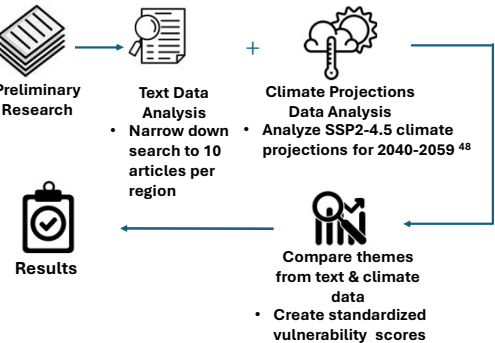 Preliminary
Research
Text Data
Analysis
• Narrow down
search to 10
articles per
region
+
Climate Projections
Data Analysis
• Analyze SSP2-4.5 climate
projections for 2040-2059 48
Compare themes
from text & climate
data
• Create standardized
vulnerability scores
Results